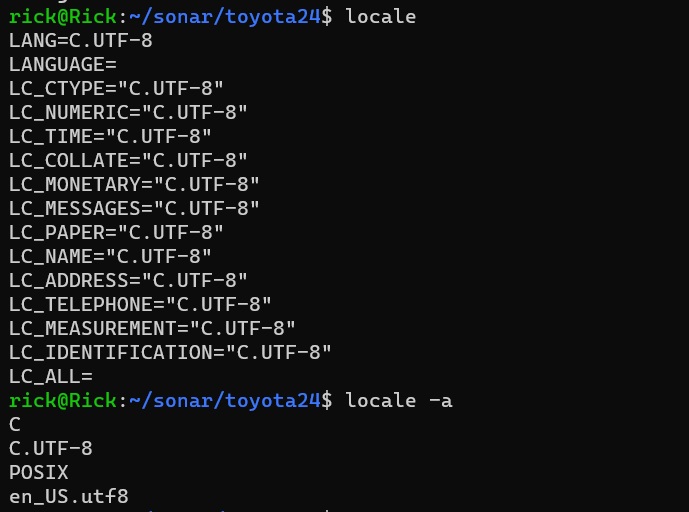 rick@Rick:~/sonar/toyota24$ locale
LANG=C.UTF-8
LANGUAGE=
LC_CTYPE="C.UTF-8"
LC_NUMERIC="C.UTF-8"
LC_TIME="C.UTF-8"
LC_COLLATE="C.UTF-8"
LC_MONETARY="C.UTF-8"
LC_MESSAGES="C.UTF-8"
LC_PAPER="C.UTF-8"
LC_NAME="C.UTF-8"
LC_ADDRESS="C.UTF-8"
LC_TELEPHONE="C.UTF-8"
LC_MEASUREMENT="C.UTF-8"
LC_IDENTIFICATION="C.UTF-8"
LC_ALL=
rick@Rick:~/sonar/toyota24$ locale -a
C
C.UTF-8
POSIX
en_US.utf8